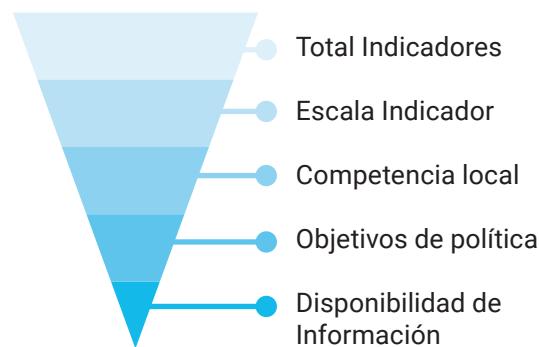 Total Indicadores
Escala Indicador
Competencia local
Objetivos de política
Disponibilidad de
Información